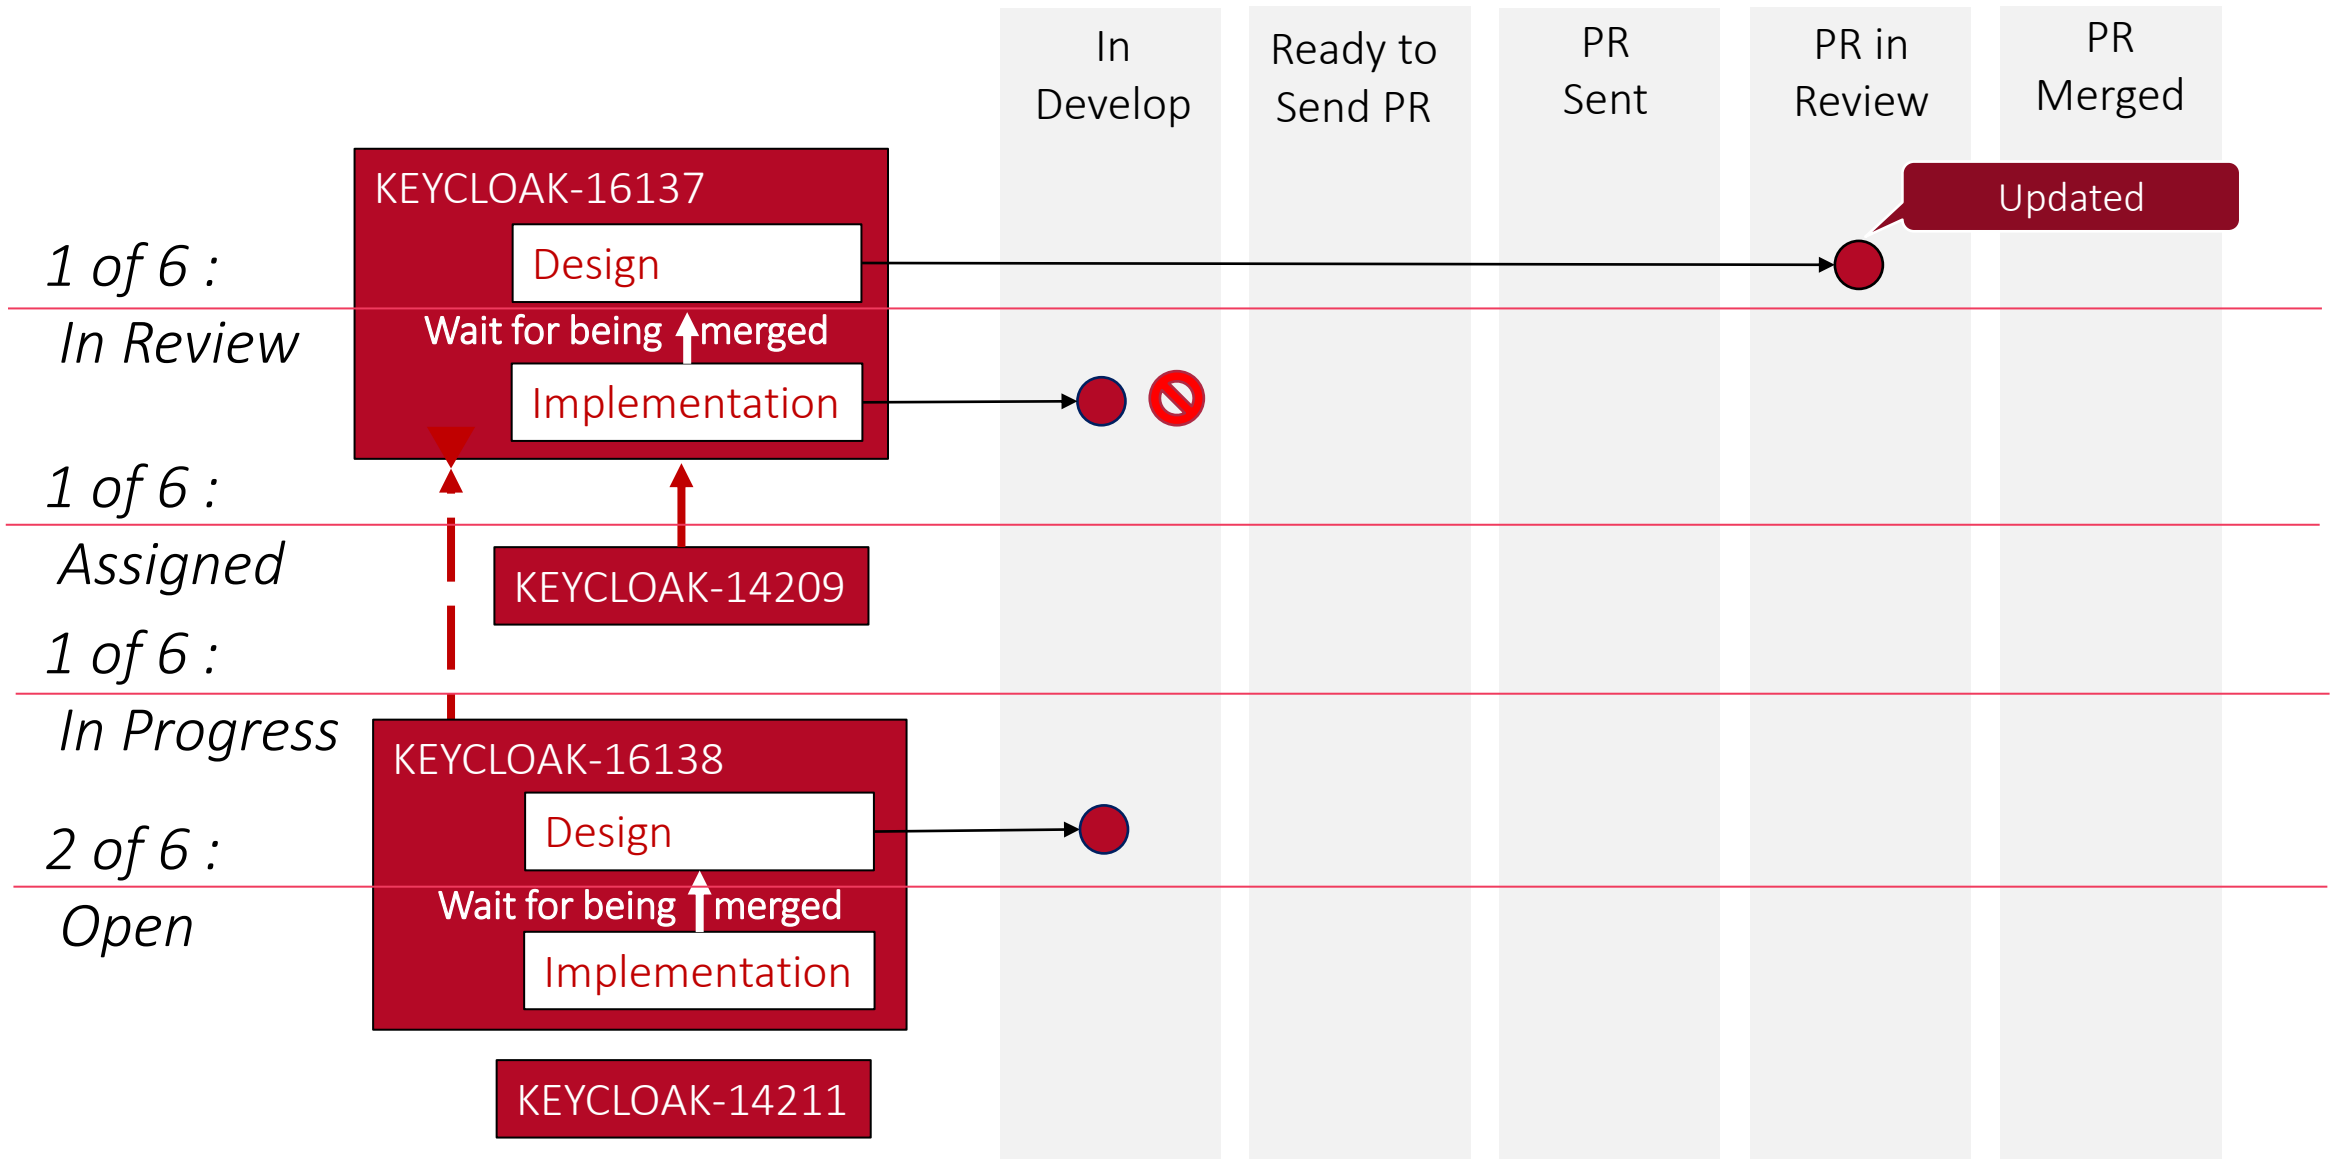 In
Develop
Ready to
Send PR
PR
Sent
PR in
Review
PR
Merged
KEYCLOAK-16137
Updated
Design
1 of 6 :
In Review
Wait for being merged
Implementation
1 of 6 :
Assigned
KEYCLOAK-14209
1 of 6 :
In Progress
KEYCLOAK-16138
Design
2 of 6 :
Open
Wait for being merged
Implementation
KEYCLOAK-14211